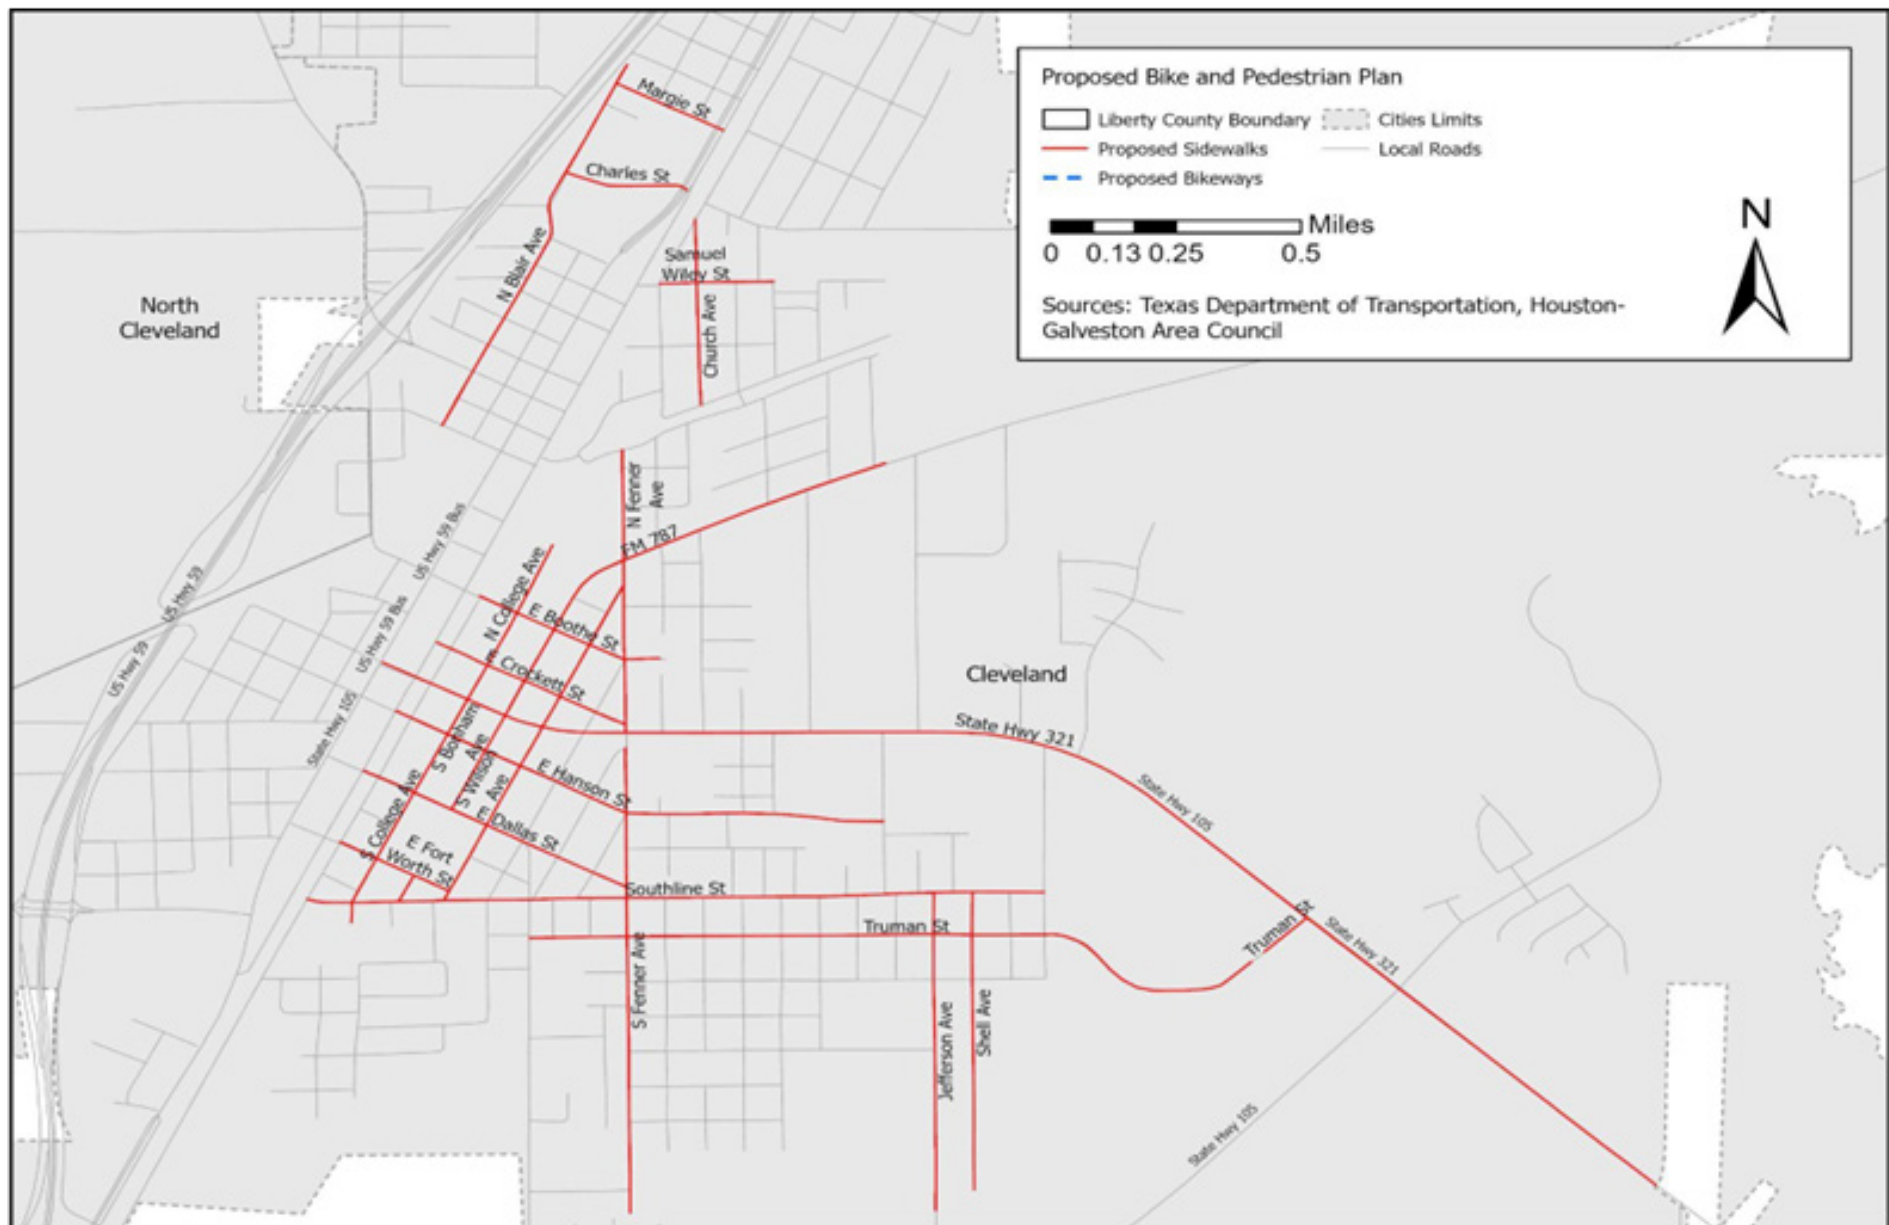 Proposed Bike and Pedestrian Plan
Liberty County Boundary
Cities Limits
Proposed Sidewalks
Local Roads
Proposed Bikeways
Miles
0 0.13 0.25 0.5
N
Sources: Texas Department of Transportation, Houston-
Galveston Area Council
Margie St
Charles St
N Blair Ave
Samuel
Wiley St
Church Ave
North
Cleveland
N Fenner
Ave
FM 787
US Hwy 59 Bus
US Hwy 59
N College Ave
E Boothe St
US Hwy 59 Bus
US Hwy 59
E Crockett St
Cleveland
State Hwy 105
S Bonham
Ave
State Hwy 321
S Wilson
Ave
E Hanson St
State Hwy 105
S College Ave
E Dallas St
E Fort
Worth St
Southline St
Truman St
Truman St
State Hwy 321
S Fenner Ave
Jefferson Ave
Shell Ave
State Hwy 105